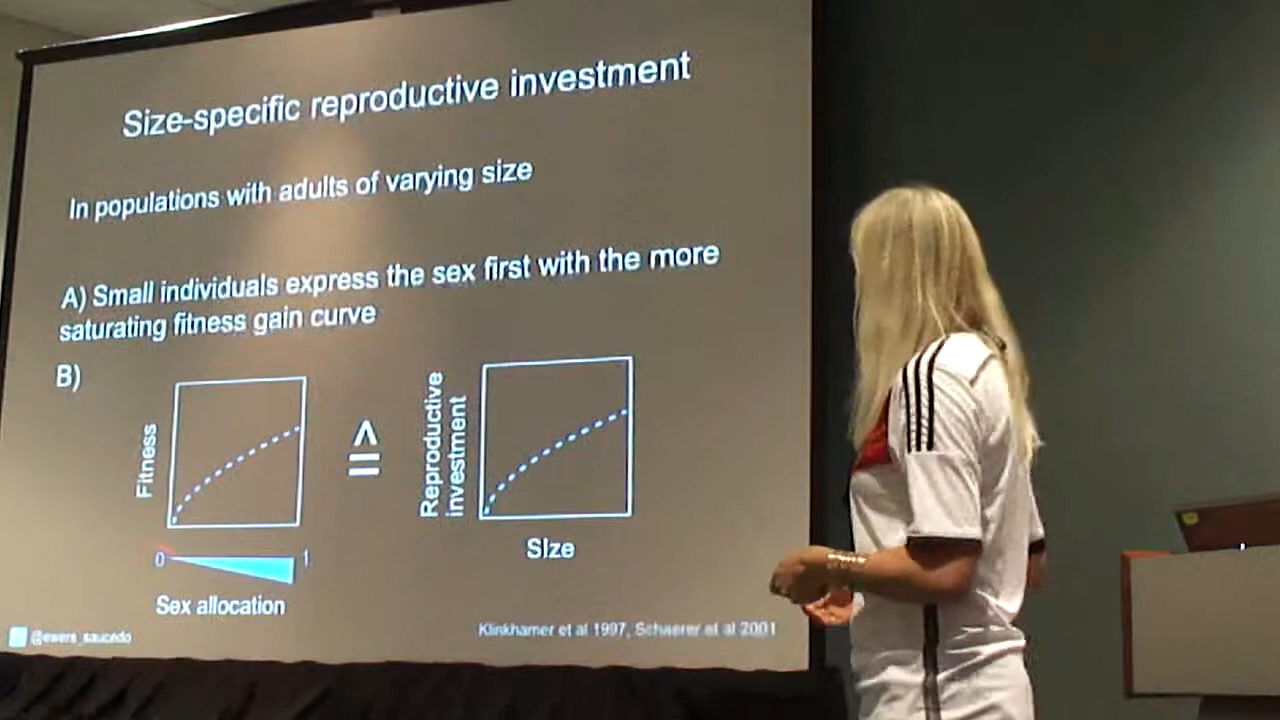 Size-specific reproductive investment
In populations with adults of varying size
A) Small individuals express the sex first with the more
saturating fitness gain curve
B)
Fitness
0
1
Sex allocation
≙
Reproductive
investment
SIze
@ewers_saucedo
Klinkhamer et al 1997, Schaerer et al 2001